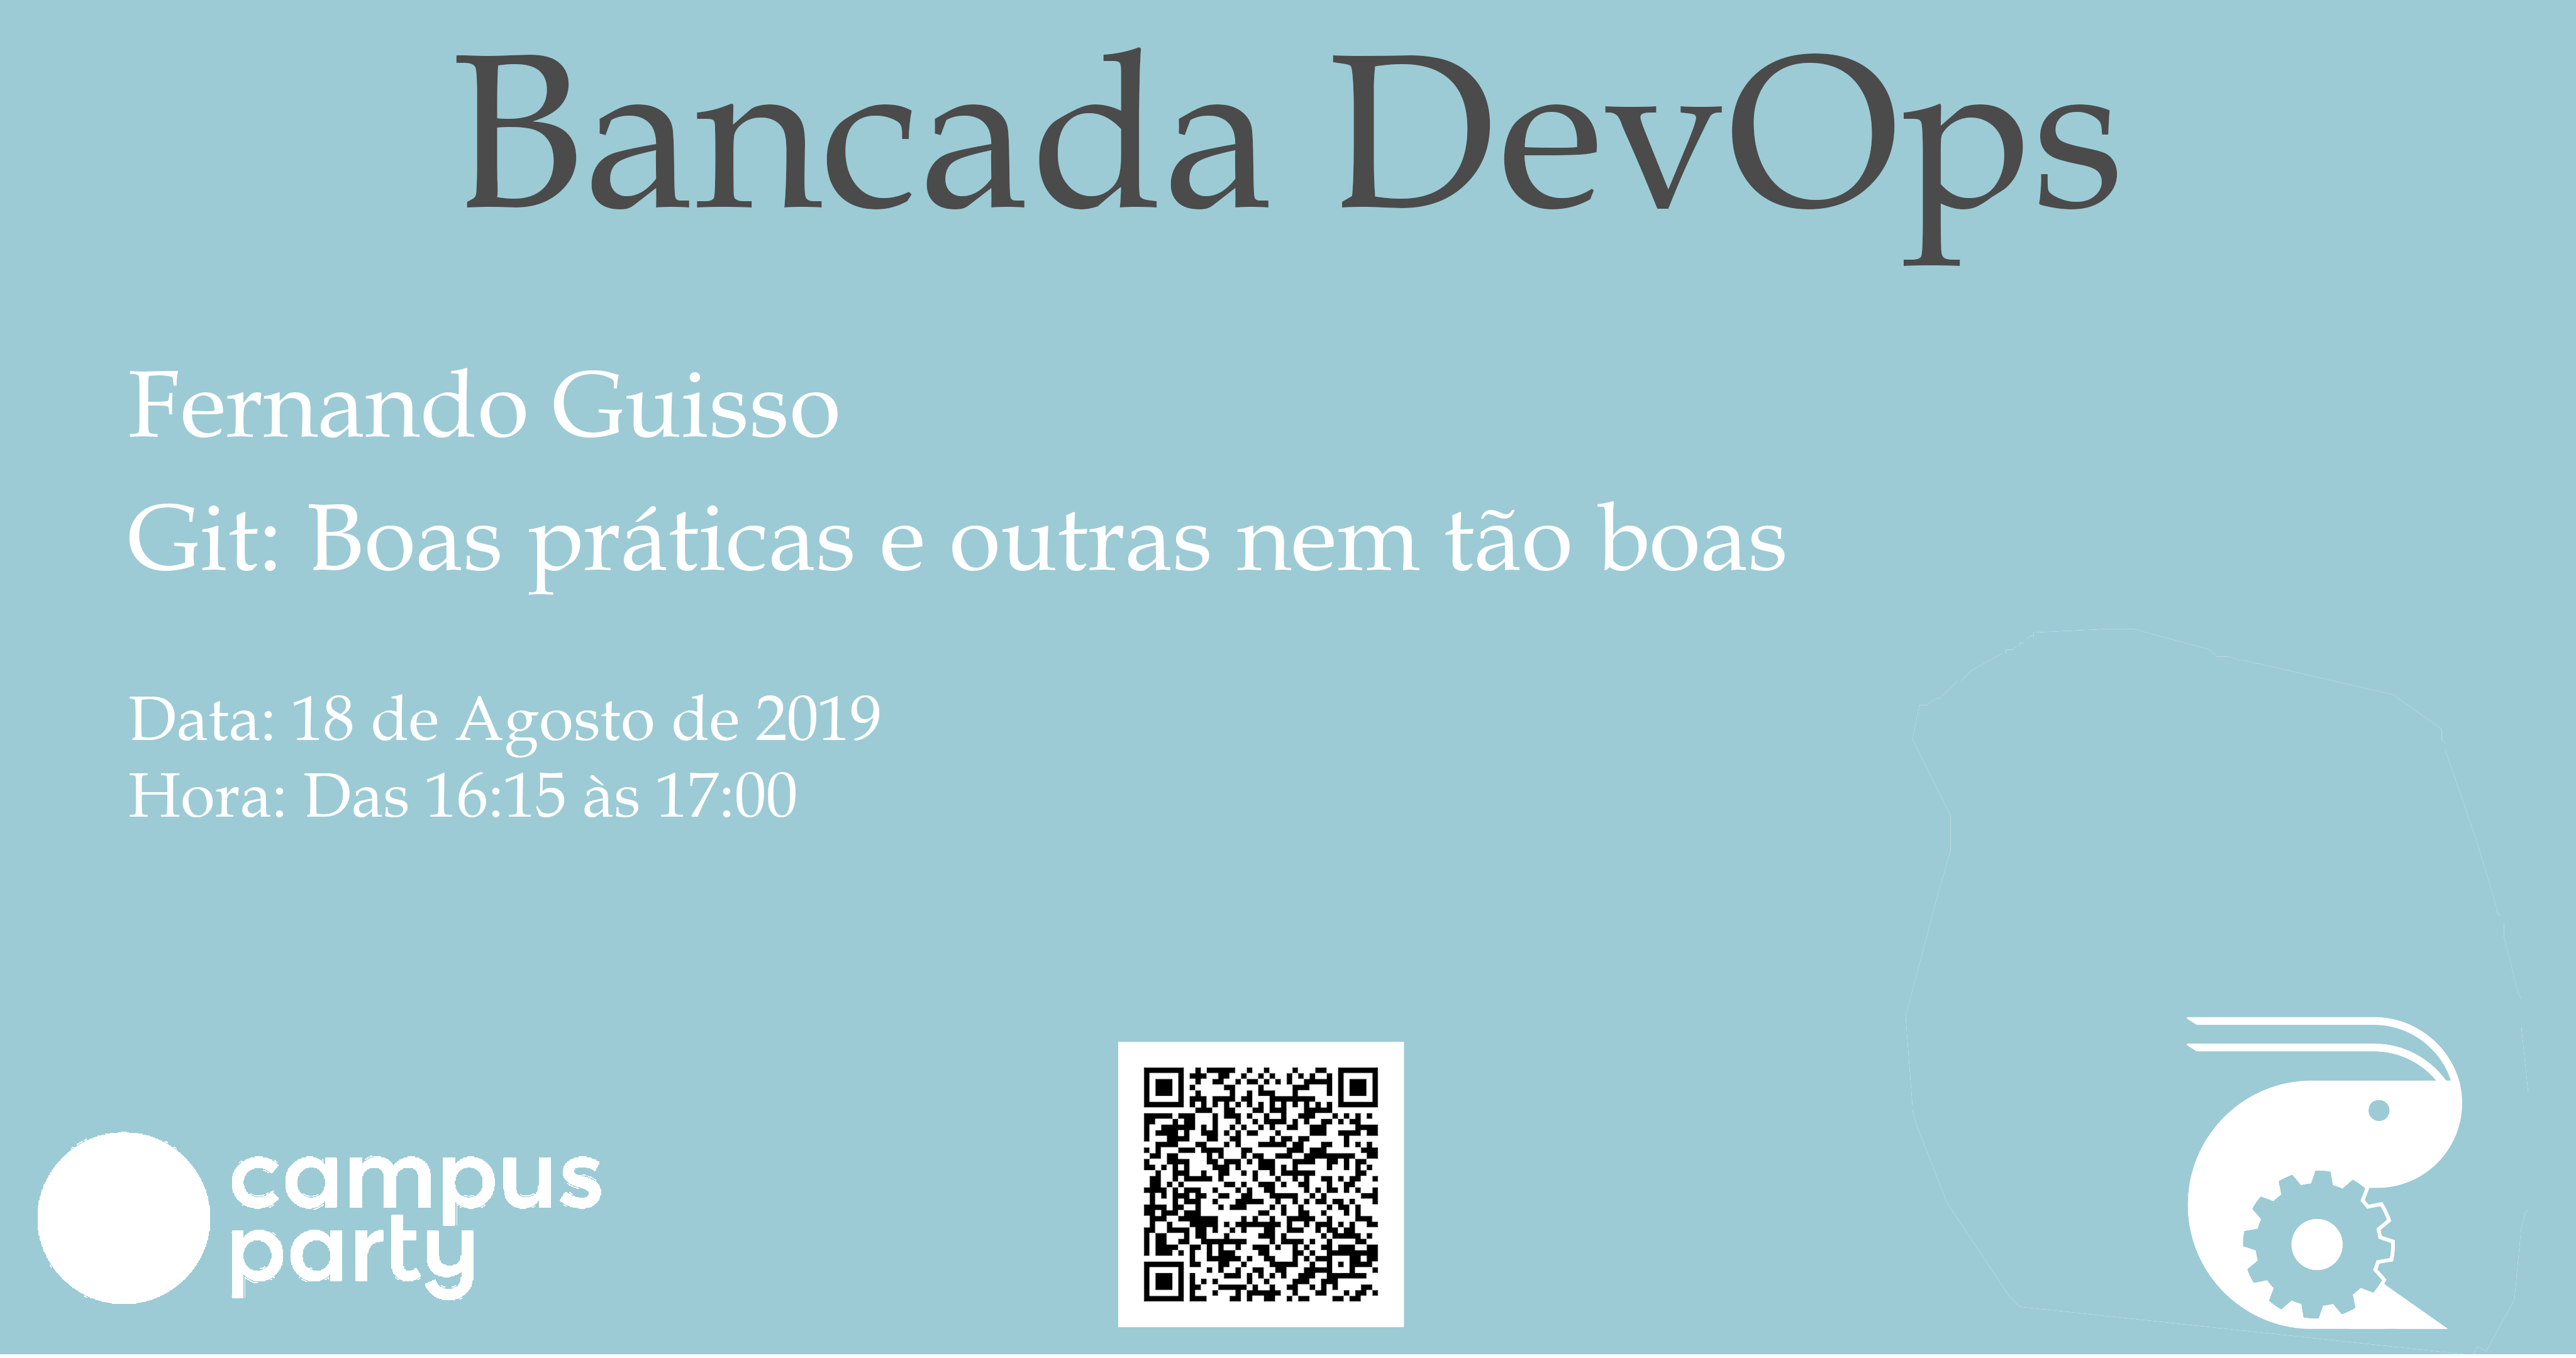 Bancada DevOps
Fernando Guisso
Git: Boas práticas e outras nem tão boas
Data: 18 de Agosto de 2019
Hora: Das 16:15 às 17:00
campus
party